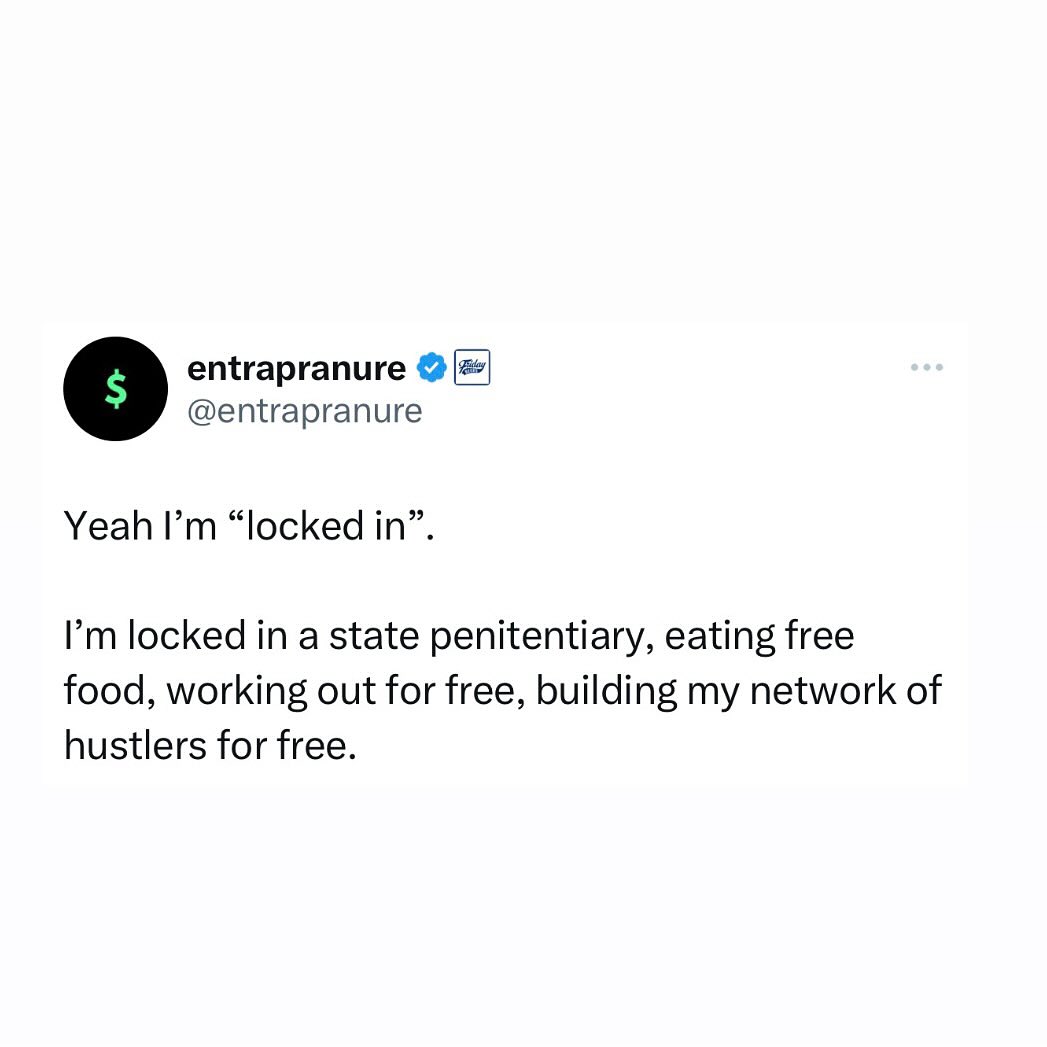 $
entrapranure
Friday
@entrapranure
Yeah I’m “locked in”.
I’m locked in a state penitentiary, eating free
food, working out for free, building my network of
hustlers for free.